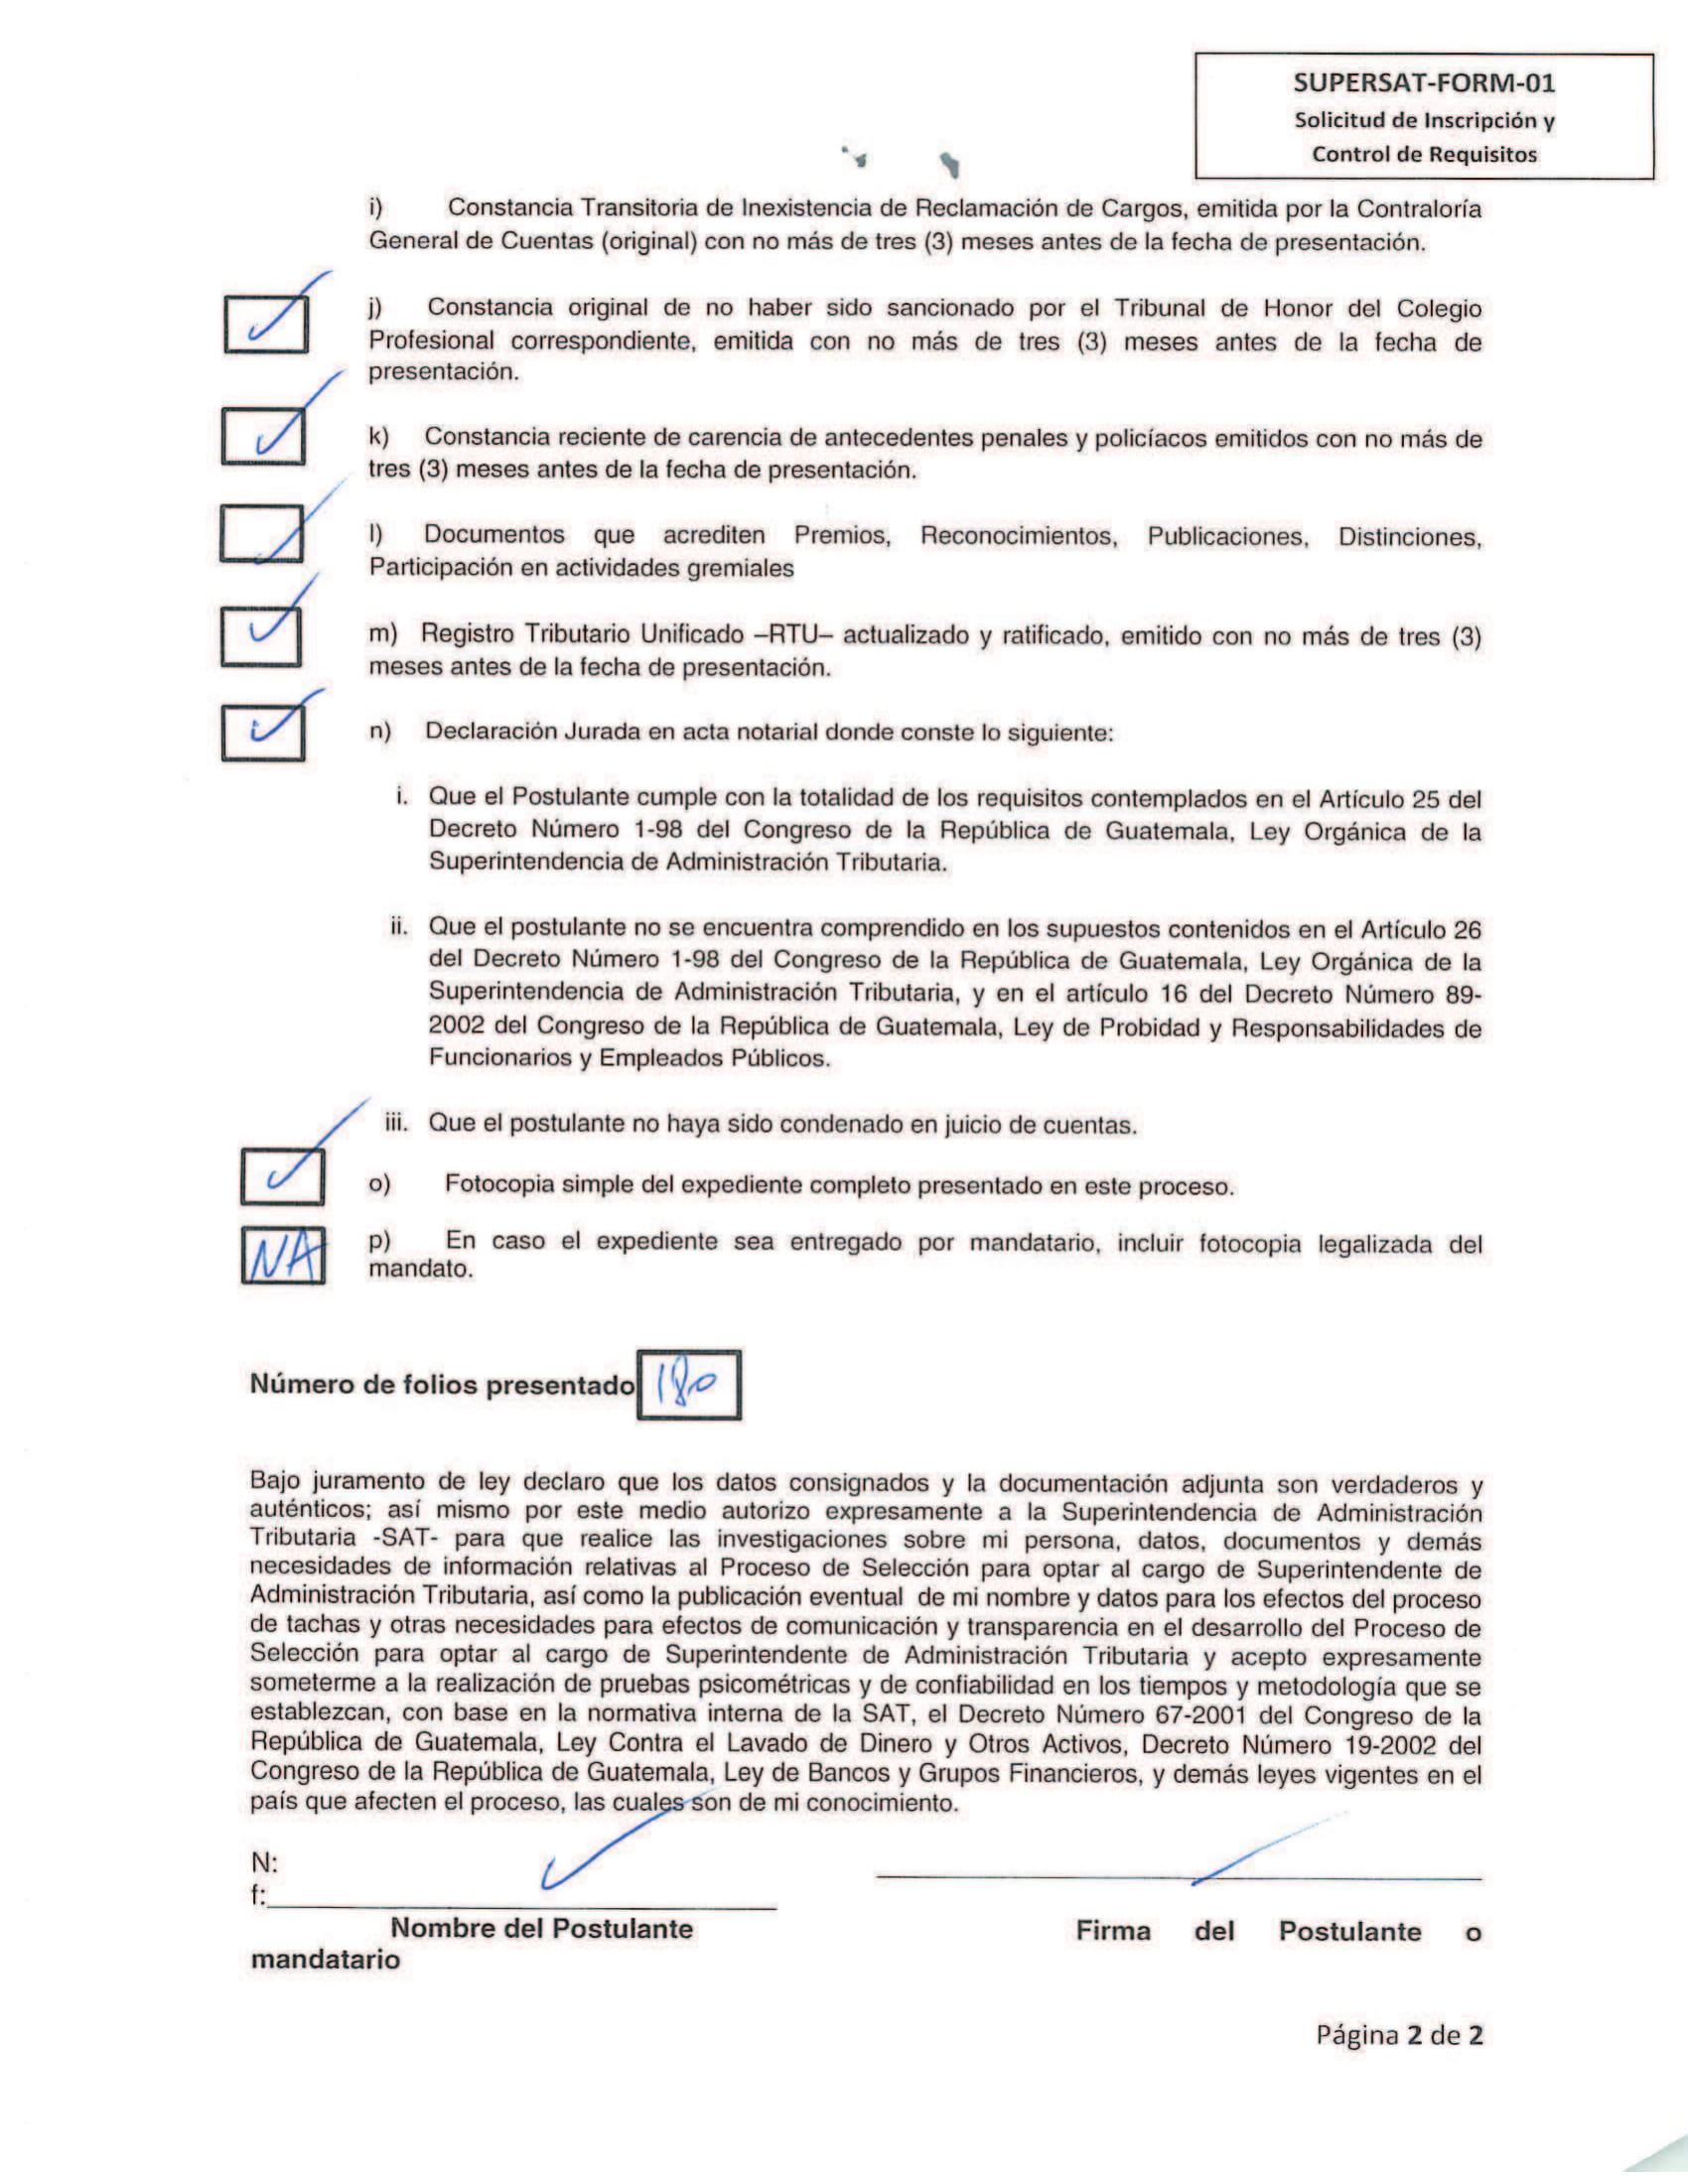 SUPERSAT-FORM-01
Solicitud de Inscripción y
Control de Requisitos
i) Constancia Transitoria de Inexistencia de Reclamación de Cargos, emitida por la Contraloría
General de Cuentas (original) con no más de tres (3) meses antes de la fecha de presentación.
j) Constancia original de no haber sido sancionado por el Tribunal de Honor del Colegio
Profesional correspondiente, emitida con no más de tres (3) meses antes de la fecha de
presentación.
k) Constancia reciente de carencia de antecedentes penales y policíacos emitidos con no más de
tres (3) meses antes de la fecha de presentación.
l) Documentos que acrediten Premios, Reconocimientos, Publicaciones, Distinciones,
Participación en actividades gremiales
m) Registro Tributario Unificado –RTU– actualizado y ratificado, emitido con no más de tres (3)
meses antes de la fecha de presentación.
n) Declaración Jurada en acta notarial donde conste lo siguiente:
i. Que el Postulante cumple con la totalidad de los requisitos contemplados en el Artículo 25 del
Decreto Número 1-98 del Congreso de la República de Guatemala, Ley Orgánica de la
Superintendencia de Administración Tributaria.
ii. Que el postulante no se encuentra comprendido en los supuestos contenidos en el Artículo 26
del Decreto Número 1-98 del Congreso de la República de Guatemala, Ley Orgánica de la
Superintendencia de Administración Tributaria, y en el artículo 16 del Decreto Número 89-
2002 del Congreso de la República de Guatemala, Ley de Probidad y Responsabilidades de
Funcionarios y Empleados Públicos.
iii. Que el postulante no haya sido condenado en juicio de cuentas.
o) Fotocopia simple del expediente completo presentado en este proceso.
NA p) En caso el expediente sea entregado por mandatario, incluir fotocopia legalizada del
mandato.
Número de folios presentado 180
Bajo juramento de ley declaro que los datos consignados y la documentación adjunta son verdaderos y
auténticos; así mismo por este medio autorizo expresamente a la Superintendencia de Administración
Tributaria -SAT- para que realice las investigaciones sobre mi persona, datos, documentos y demás
necesidades de información relativas al Proceso de Selección para optar al cargo de Superintendente de
Administración Tributaria, así como la publicación eventual de mi nombre y datos para los efectos del proceso
de tachas y otras necesidades para efectos de comunicación y transparencia en el desarrollo del Proceso de
Selección para optar al cargo de Superintendente de Administración Tributaria y acepto expresamente
someterme a la realización de pruebas psicométricas y de confiabilidad en los tiempos y metodología que se
establezcan, con base en la normativa interna de la SAT, el Decreto Número 67-2001 del Congreso de la
República de Guatemala, Ley Contra el Lavado de Dinero y Otros Activos, Decreto Número 19-2002 del
Congreso de la República de Guatemala, Ley de Bancos y Grupos Financieros, y demás leyes vigentes en el
país que afecten el proceso, las cuales son de mi conocimiento.
N:
f:
Nombre del Postulante Firma del Postulante o
mandatario
Página 2 de 2